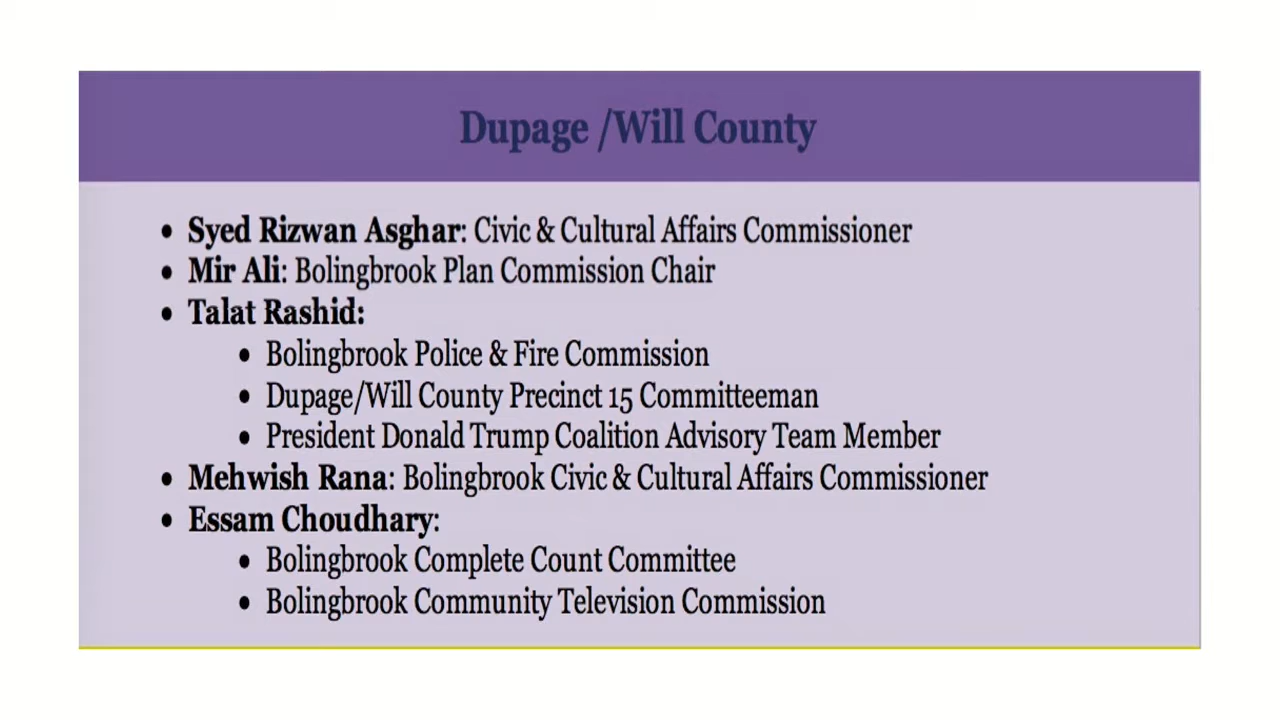 Dupage /Will County
• Syed Rizwan Asghar: Civic & Cultural Affairs Commissioner
• Mir Ali: Bolingbrook Plan Commission Chair
• Talat Rashid:
• Bolingbrook Police & Fire Commission
• Dupage/Will County Precinct 15 Committeeman
• President Donald Trump Coalition Advisory Team Member
• Mehwish Rana: Bolingbrook Civic & Cultural Affairs Commissioner
• Essam Choudhary:
• Bolingbrook Complete Count Committee
• Bolingbrook Community Television Commission